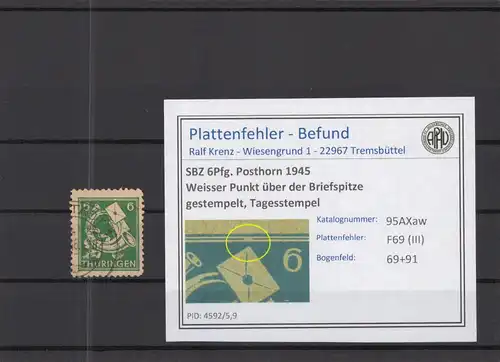 Plattenfehler - Befund
Ralf Krenz - Wiesengrund 1 - 22967 Tremsbüttel
SBZ 6Pfg. Posthorn 1945
Weisser Punkt über der Briefspitze
gestempelt, Tagesstempel
Katalognummer: 95AXaw
Plattenfehler: F69 (III)
Bogenfeld: 69+91
6
PID: 4592/5,9
6
THÜRINGEN